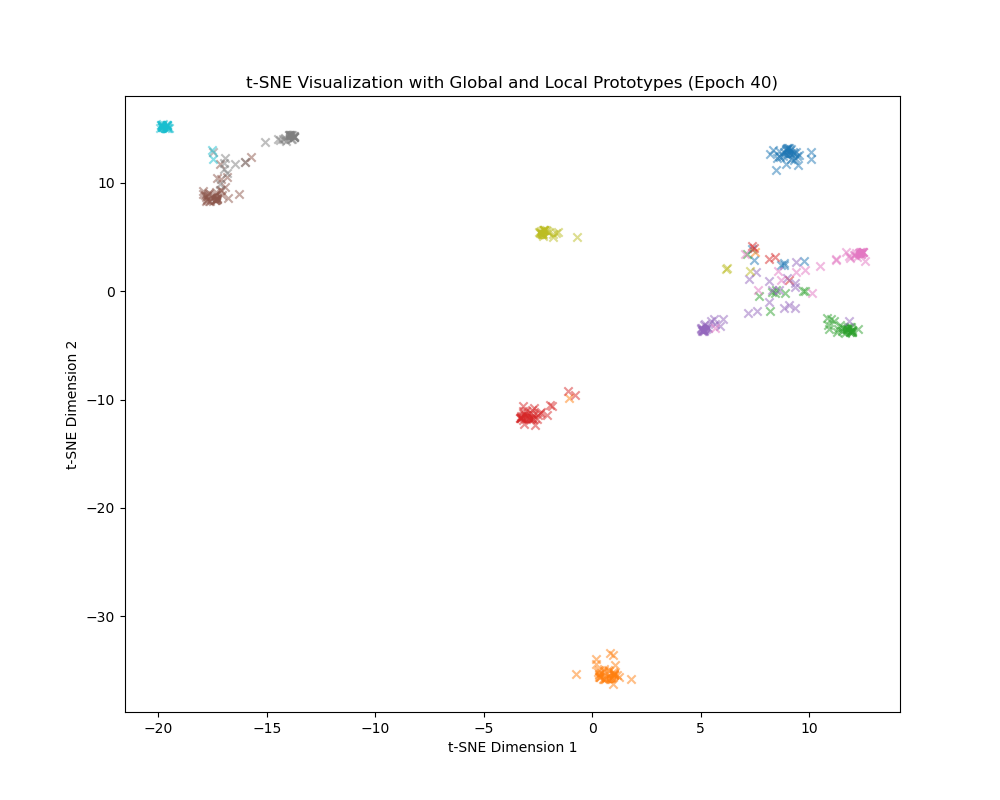 t-SNE Visualization with Global and Local Prototypes (Epoch 40)
10
0
−10
−20
−30
t-SNE Dimension 2
−20 −15 −10 −5 0 5 10
t-SNE Dimension 1